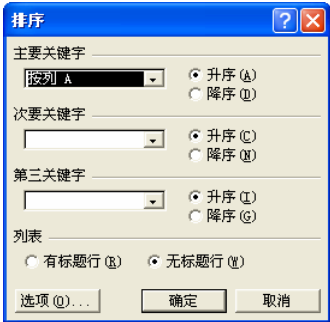 排序
主要关键字
按列 A
升序(A)
降序(D)
次要关键字
升序(C)
降序(N)
第三关键字
升序(I)
降序(G)
列表
有标题行(R) 无标题行(W)
选项(O)... 确定 取消